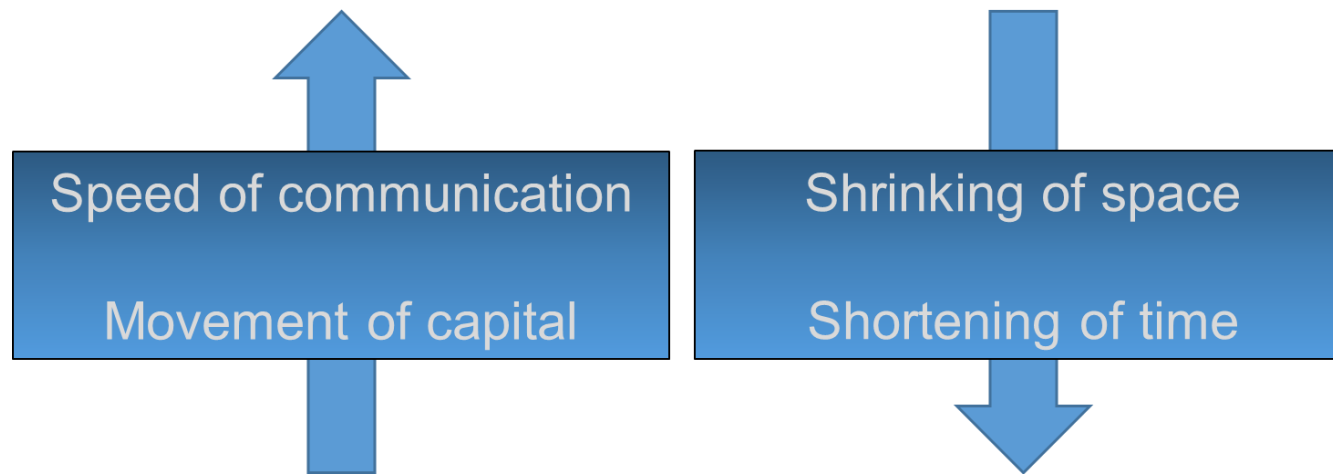 Speed of communication
Movement of capital
Shrinking of space
Shortening of time